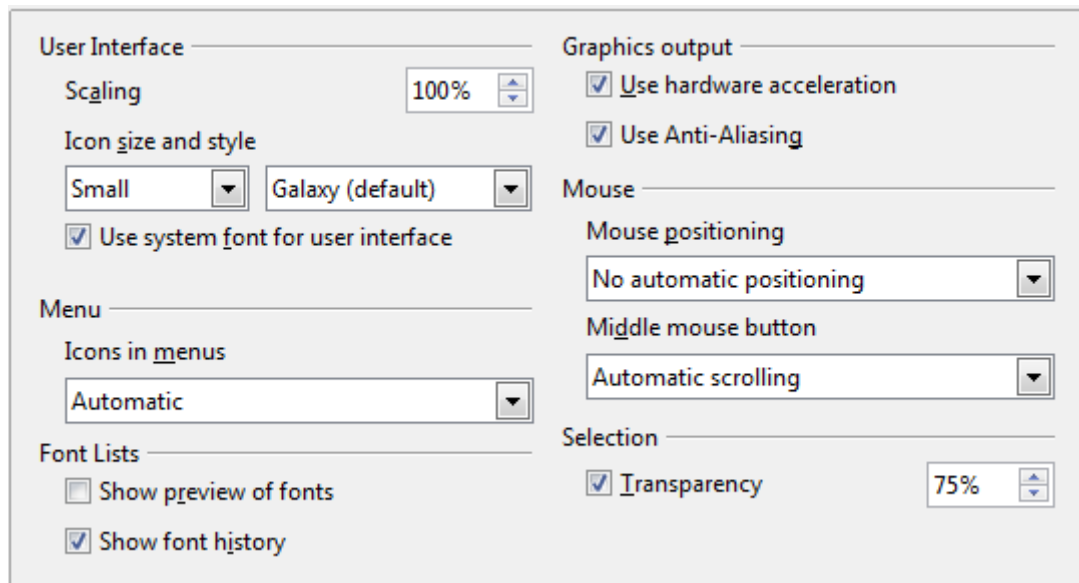 User Interface
Scaling 100%
Icon size and style
Small Galaxy (default)
Use system font for user interface
Menu
Icons in menus
Automatic
Font Lists
Show preview of fonts
Show font history
Graphics output
Use hardware acceleration
Use Anti-Aliasing
Mouse
Mouse positioning
No automatic positioning
Middle mouse button
Automatic scrolling
Selection
Transparency 75%